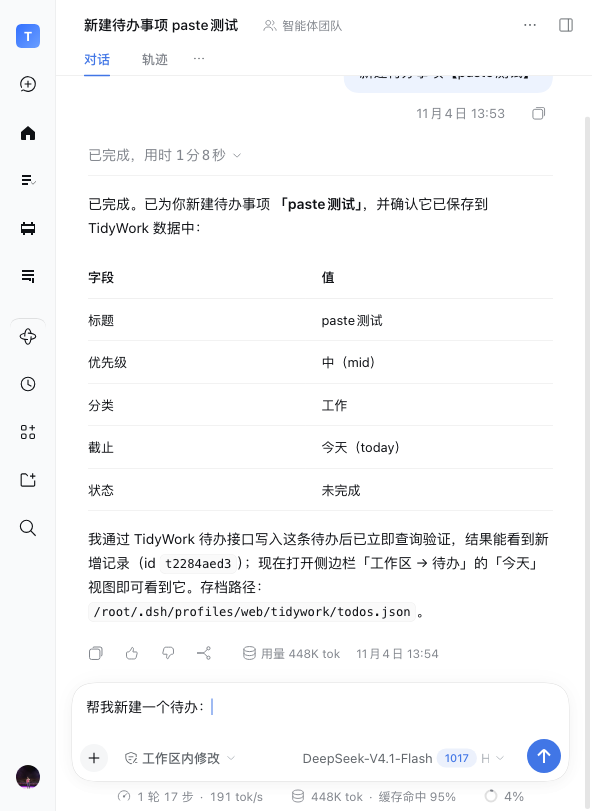 T
新建待办事项 paste测试
智能体团队
对话
轨迹
11月4日 13:53
已完成，用时 1分8秒
已完成。已为你新建待办事项「paste测试」，并确认它已保存到
TidyWork 数据中：
字段 值
标题 paste测试
优先级 中（mid）
分类 工作
截止 今天（today）
状态 未完成
我通过 TidyWork 待办接口写入这条待办后已立即查询验证，结果能看到新
增记录（id t2284aed3）；现在打开侧边栏「工作区 → 待办」的「今天」
视图即可看到它。存档路径：
/root/.dsh/profiles/web/tidywork/todos.json 。
用量 448K tok 11月4日 13:54
帮我新建一个待办：
工作区内修改 DeepSeek-V4.1-Flash 1017 H
1 轮 17 步 · 191 tok/s 448K tok · 缓存命中 95% 4%